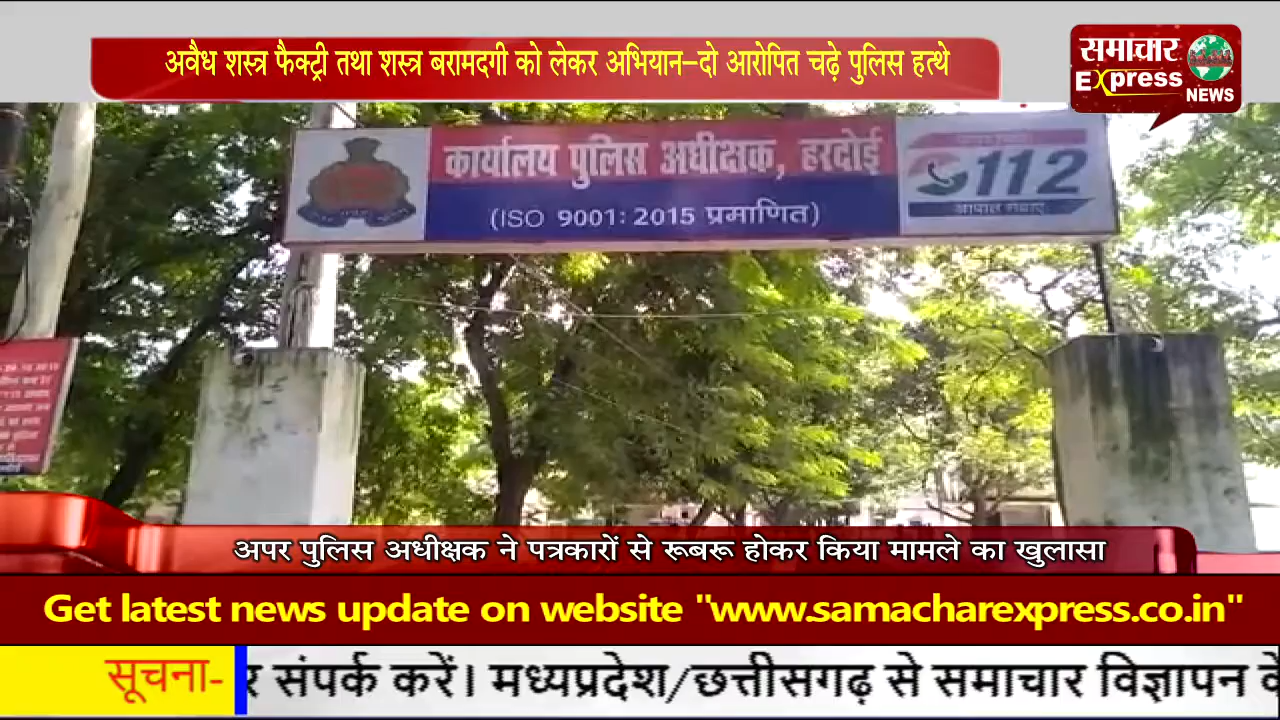 अवैध शस्त्र फैक्ट्री तथा शस्त्र बरामदगी को लेकर अभियान–दो आरोपित चढ़े पुलिस हत्थे
समाचार
Express
NEWS
कार्यालय पुलिस अधीक्षक, हरदोई
(ISO 9001: 2015 प्रमाणित)
112
आपात सेवाएं
अपर पुलिस अधीक्षक ने पत्रकारों से रूबरू होकर किया मामले का खुलासा
Get latest news update on website "www.samacharexpress.co.in"
सूचना-
र संपर्क करें। मध्यप्रदेश/छत्तीसगढ़ से समाचार विज्ञापन के